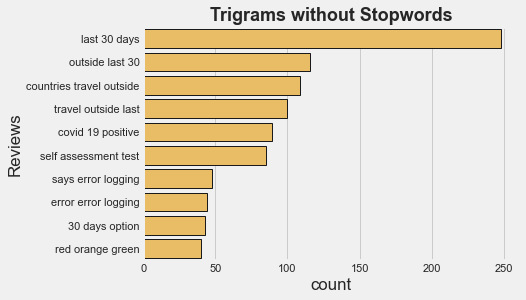 Trigrams without Stopwords
Reviews
last 30 days
outside last 30
countries travel outside
travel outside last
covid 19 positive
self assessment test
says error logging
error error logging
30 days option
red orange green
0 50 100 150 200 250
count